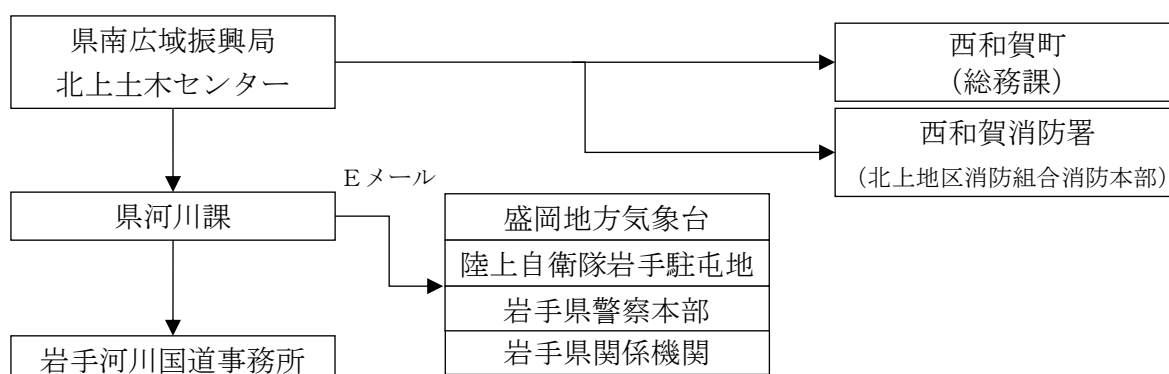 県南広域振興局
北上土木センター
西和賀町
（総務課）
西和賀消防署
（北上地区消防組合消防本部）
Ｅメール
県河川課
盛岡地方気象台
陸上自衛隊岩手駐屯地
岩手県警察本部
岩手県関係機関
岩手河川国道事務所